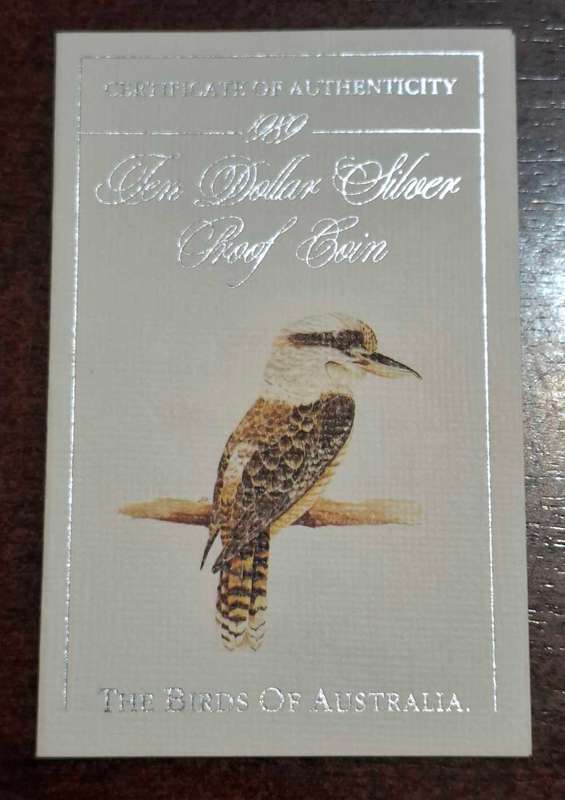 CERTIFICATE OF AUTHENTICITY
1989
Ten Dollar Silver
Proof Coin
THE BIRDS OF AUSTRALIA.